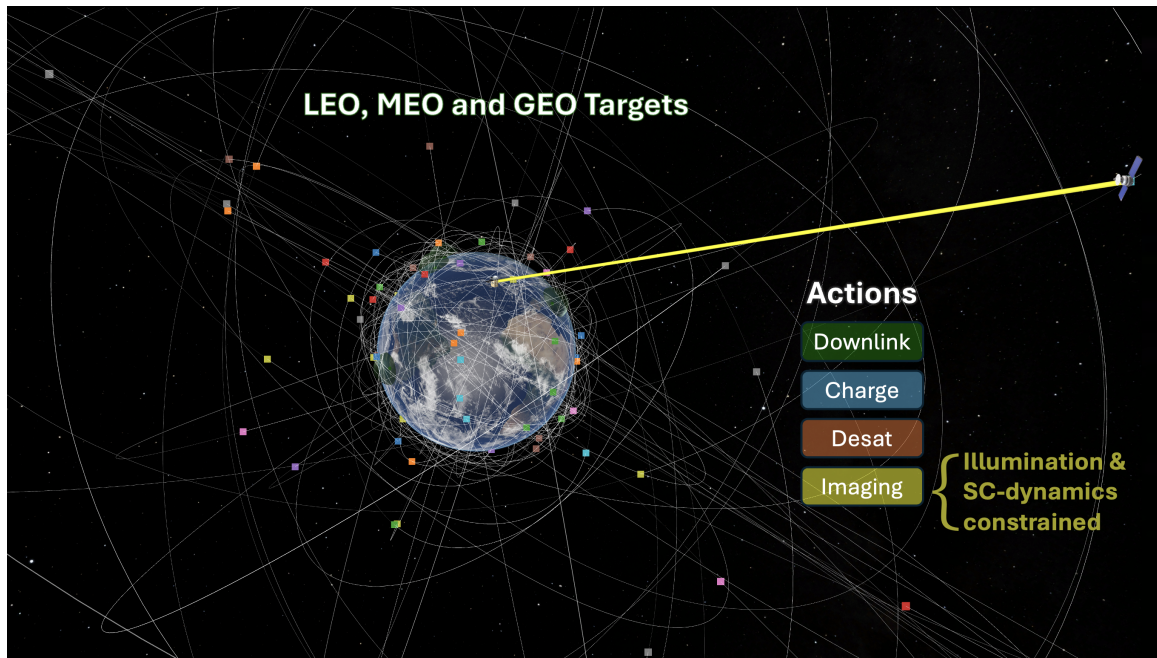 LEO, MEO and GEO Targets
Actions
Downlink
Charge
Desat
Imaging
Illumination &
SC-dynamics
constrained